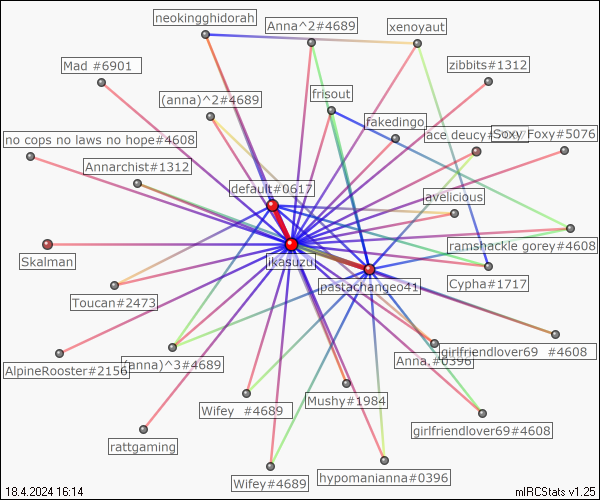 neokingghidorah
Anna^2#4689
xenoyaut
Mad #6901
zibbits#1312
(anna)^2#4689
frisout
fakedingo
ace deucy#
Soxy Foxy#5076
no cops no laws no hope#4608
Annarchist#1312
default#0617
avelicious
ikasuzu
ramshackle gorey#4608
Skalman
pastachangeo41
Cypha#1717
Toucan#2473
girlfriendlover69 #4608
AlpineRooster#2156
(anna)^3#4689
Anna.#0396
Wifey #4689
Mushy#1984
girlfriendlover69#4608
rattgaming
Wifey#4689
hypomanianna#0396
18.4.2024 16:14
mIRCStats v1.25